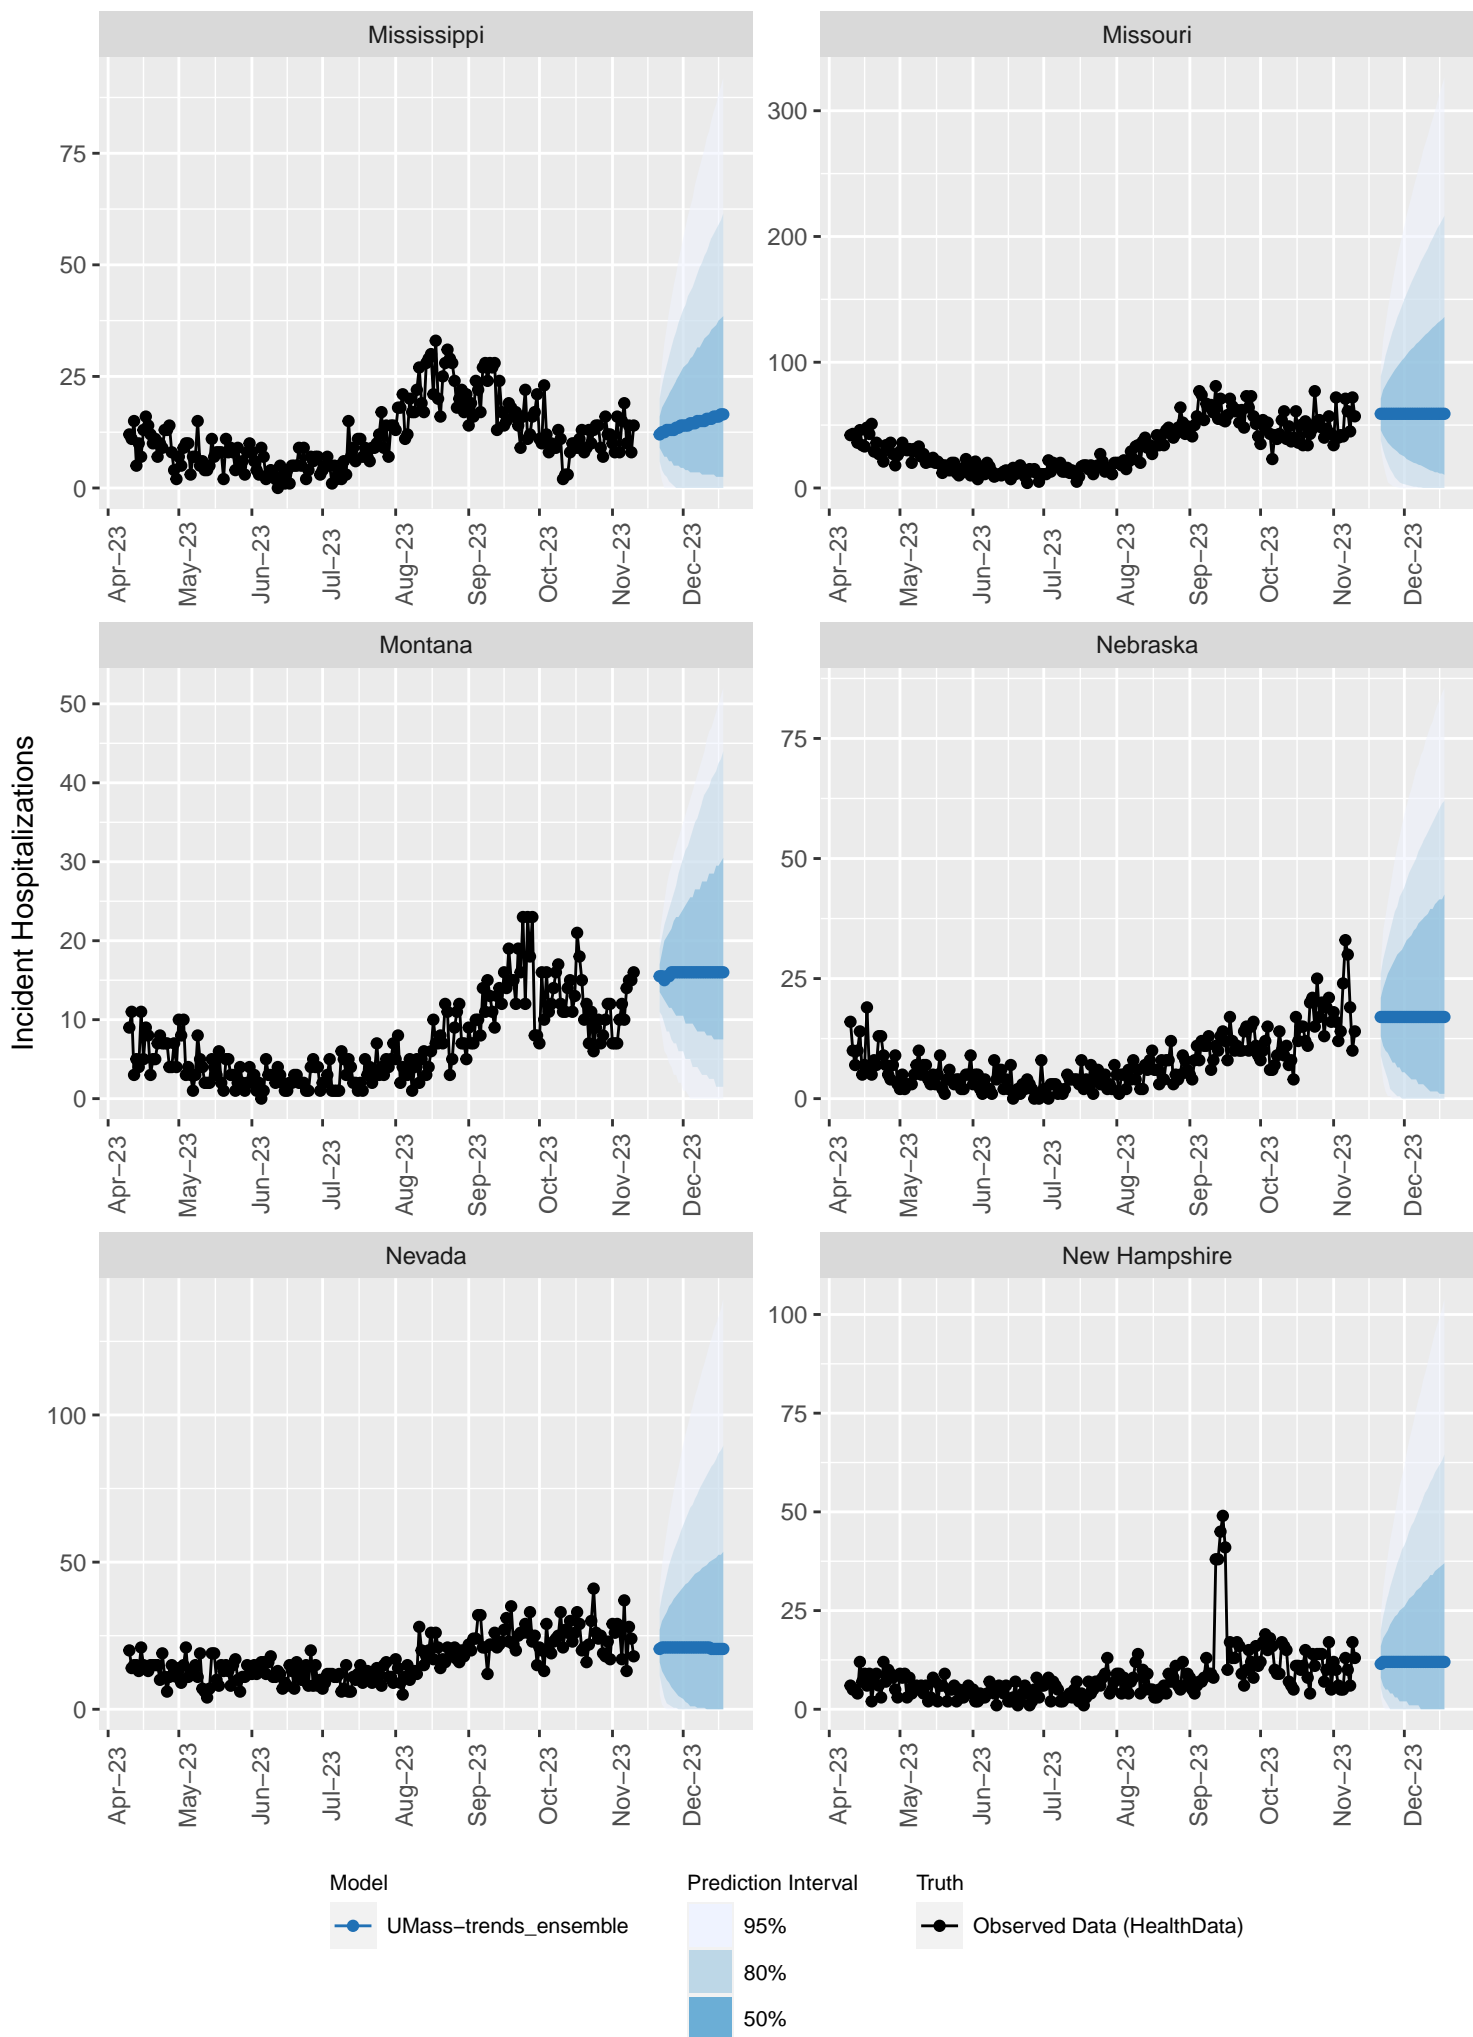 Mississippi
Missouri
75
50
25
0
300
200
100
0
Apr−23
May−23
Jun−23
Jul−23
Aug−23
Sep−23
Oct−23
Nov−23
Dec−23
Apr−23
May−23
Jun−23
Jul−23
Aug−23
Sep−23
Oct−23
Nov−23
Dec−23
Incident Hospitalizations
Montana
Nebraska
50
40
30
20
10
0
75
50
25
0
Apr−23
May−23
Jun−23
Jul−23
Aug−23
Sep−23
Oct−23
Nov−23
Dec−23
Apr−23
May−23
Jun−23
Jul−23
Aug−23
Sep−23
Oct−23
Nov−23
Dec−23
Nevada
New Hampshire
100
50
0
100
75
50
25
0
Apr−23
May−23
Jun−23
Jul−23
Aug−23
Sep−23
Oct−23
Nov−23
Dec−23
Apr−23
May−23
Jun−23
Jul−23
Aug−23
Sep−23
Oct−23
Nov−23
Dec−23
Model
UMass−trends_ensemble
Prediction Interval
95%
80%
50%
Truth
Observed Data (HealthData)